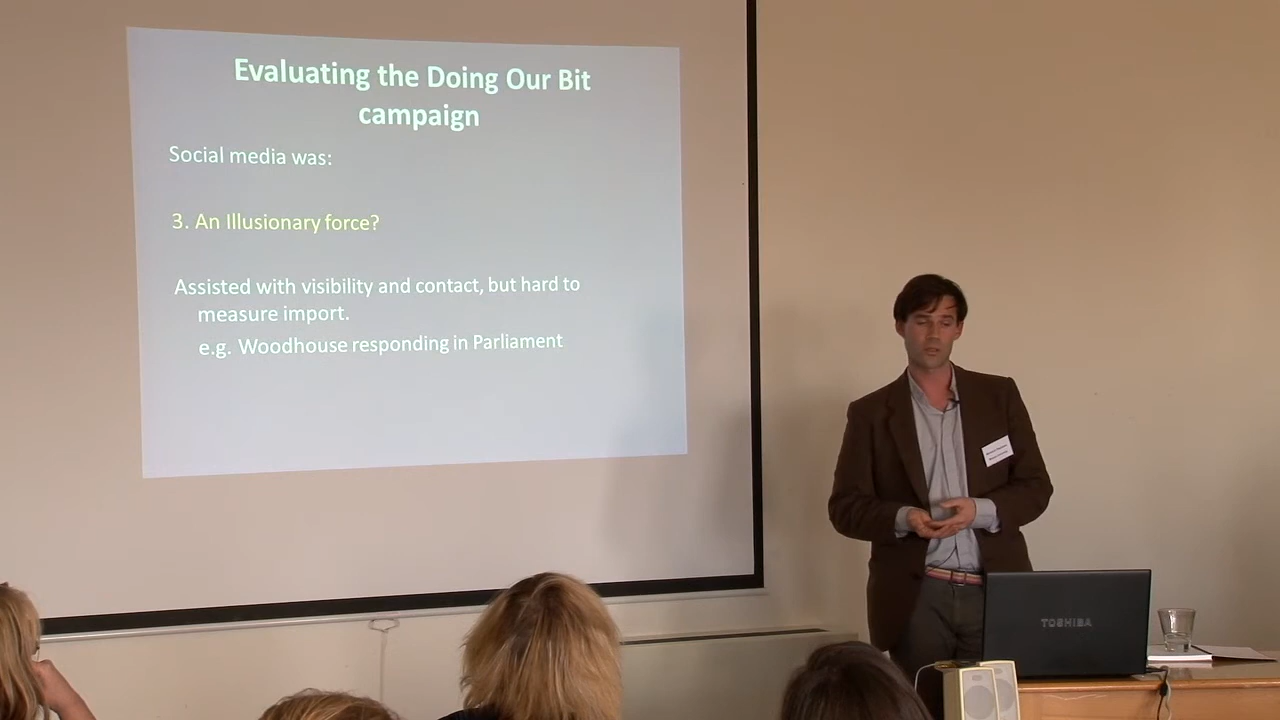 Evaluating the Doing Our Bit
campaign
Social media was:
3. An Illusionary force?
Assisted with visibility and contact, but hard to
measure import.
e.g. Woodhouse responding in Parliament
TOSHIBA